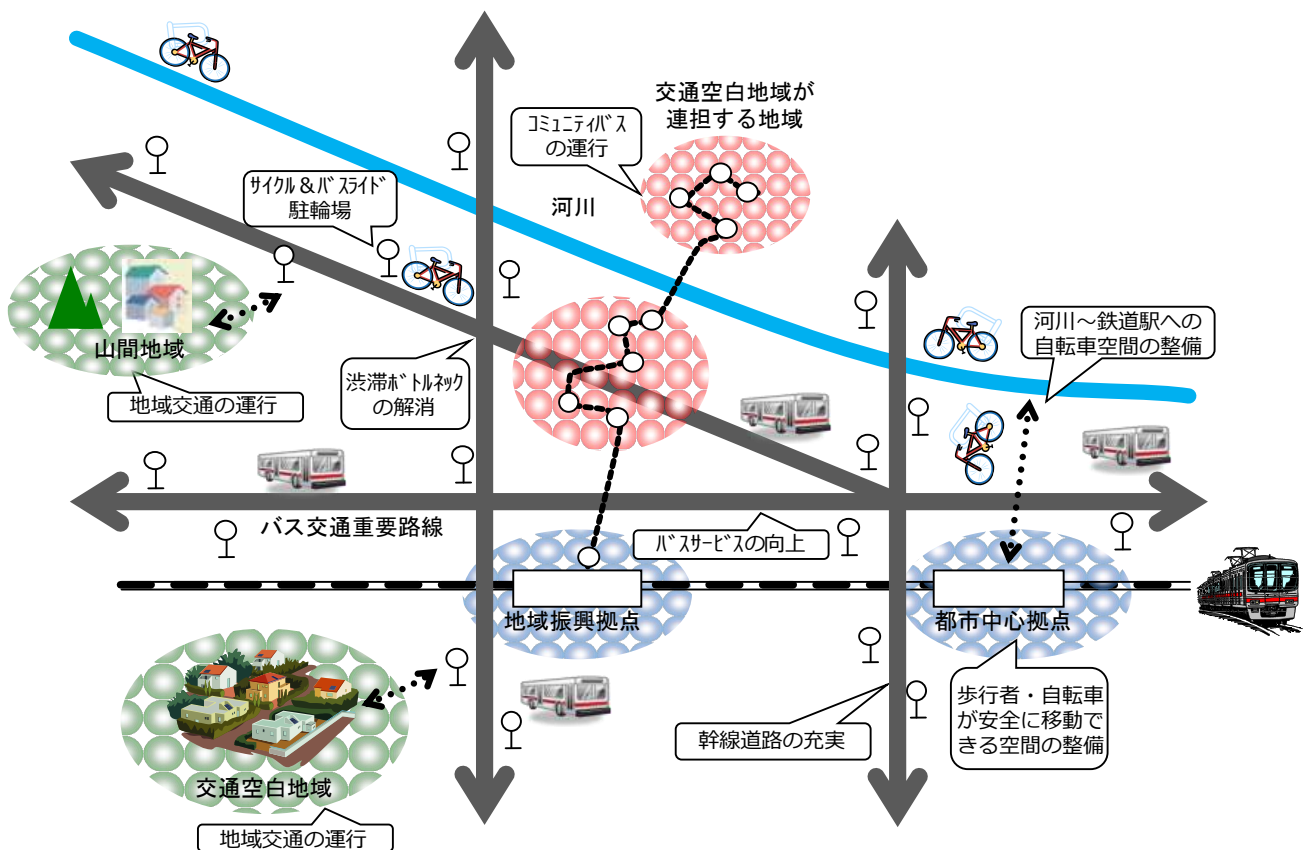 交通空白地域が
連担する地域
ｺﾐｭﾆﾃｨﾊﾞｽ
の運行
ｻｲｸﾙ＆ﾊﾞｽﾗｲﾄﾞ
駐輪場
河川
河川～鉄道駅への
自転車空間の整備
山間地域
地域交通の運行
渋滞ﾎﾞﾄﾙﾈｯｸ
の解消
バス交通重要路線
ﾊﾞｽｻｰﾋﾞｽの向上
地域振興拠点
都市中心拠点
歩行者・自転車
が安全に移動で
きる空間の整備
幹線道路の充実
交通空白地域
地域交通の運行